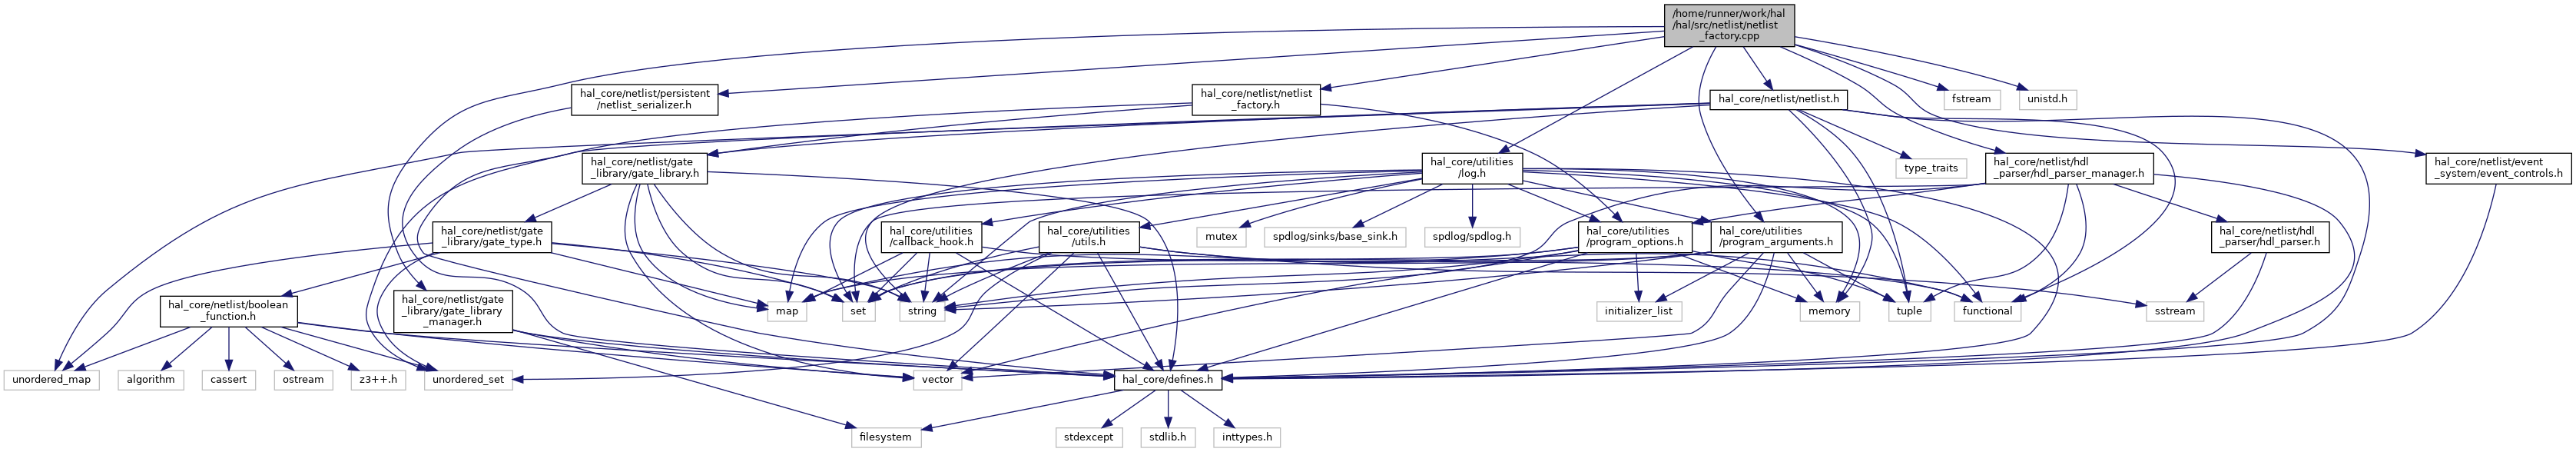 /home/runner/work/hal
/hal/src/netlist/netlist
_factory.cpp
hal_core/netlist/persistent
/netlist_serializer.h
hal_core/netlist/netlist
_factory.h
hal_core/netlist/netlist.h
fstream
unistd.h
hal_core/netlist/gate
_library/gate_library.h
hal_core/utilities
/log.h
type_traits
hal_core/netlist/hdl
_parser/hdl_parser_manager.h
hal_core/netlist/event
_system/event_controls.h
hal_core/netlist/gate
_library/gate_type.h
hal_core/utilities
/callback_hook.h
hal_core/utilities
/utils.h
mutex
spdlog/sinks/base_sink.h
spdlog/spdlog.h
hal_core/utilities
/program_options.h
hal_core/utilities
/program_arguments.h
hal_core/netlist/hdl
_parser/hdl_parser.h
hal_core/netlist/boolean
_function.h
hal_core/netlist/gate
_library/gate_library
_manager.h
map
set
string
initializer_list
memory
tuple
functional
sstream
unordered_map
algorithm
cassert
ostream
z3++.h
unordered_set
vector
hal_core/defines.h
filesystem
stdexcept
stdlib.h
inttypes.h